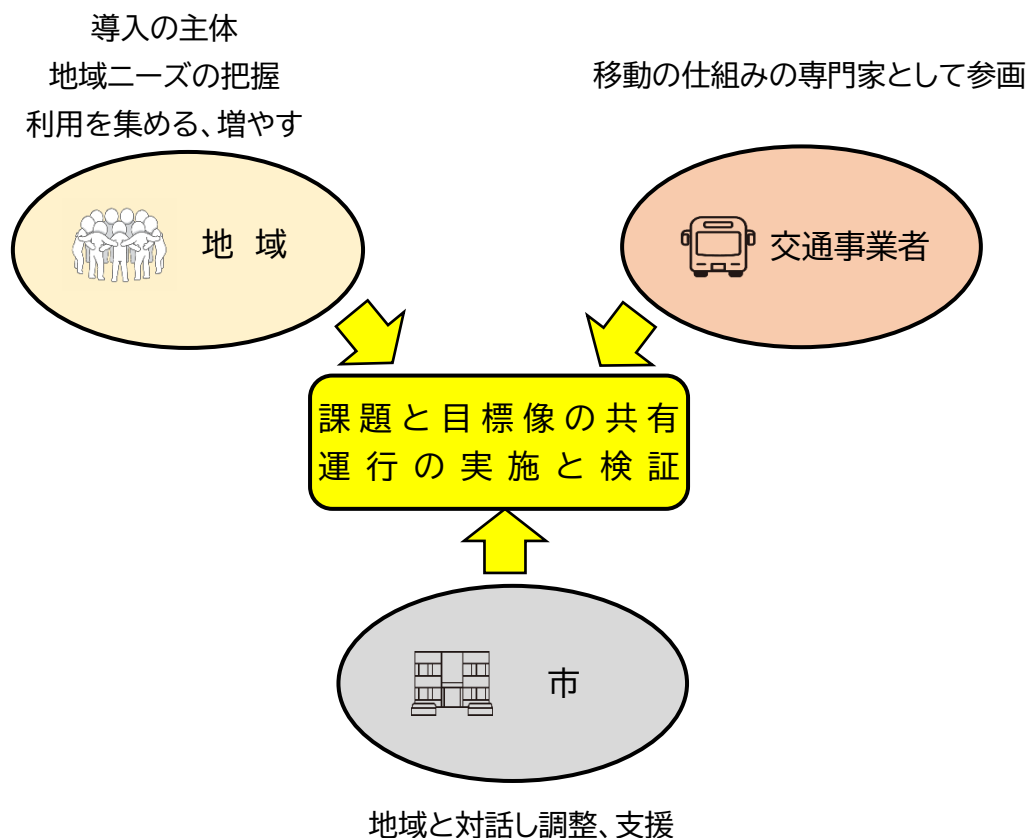 導入の主体
地域ニーズの把握
利用を集める、増やす
移動の仕組みの専門家として参画
地 域
交通事業者
課題と目標像の共有
運行の実施と検証
市
地域と対話し調整、支援